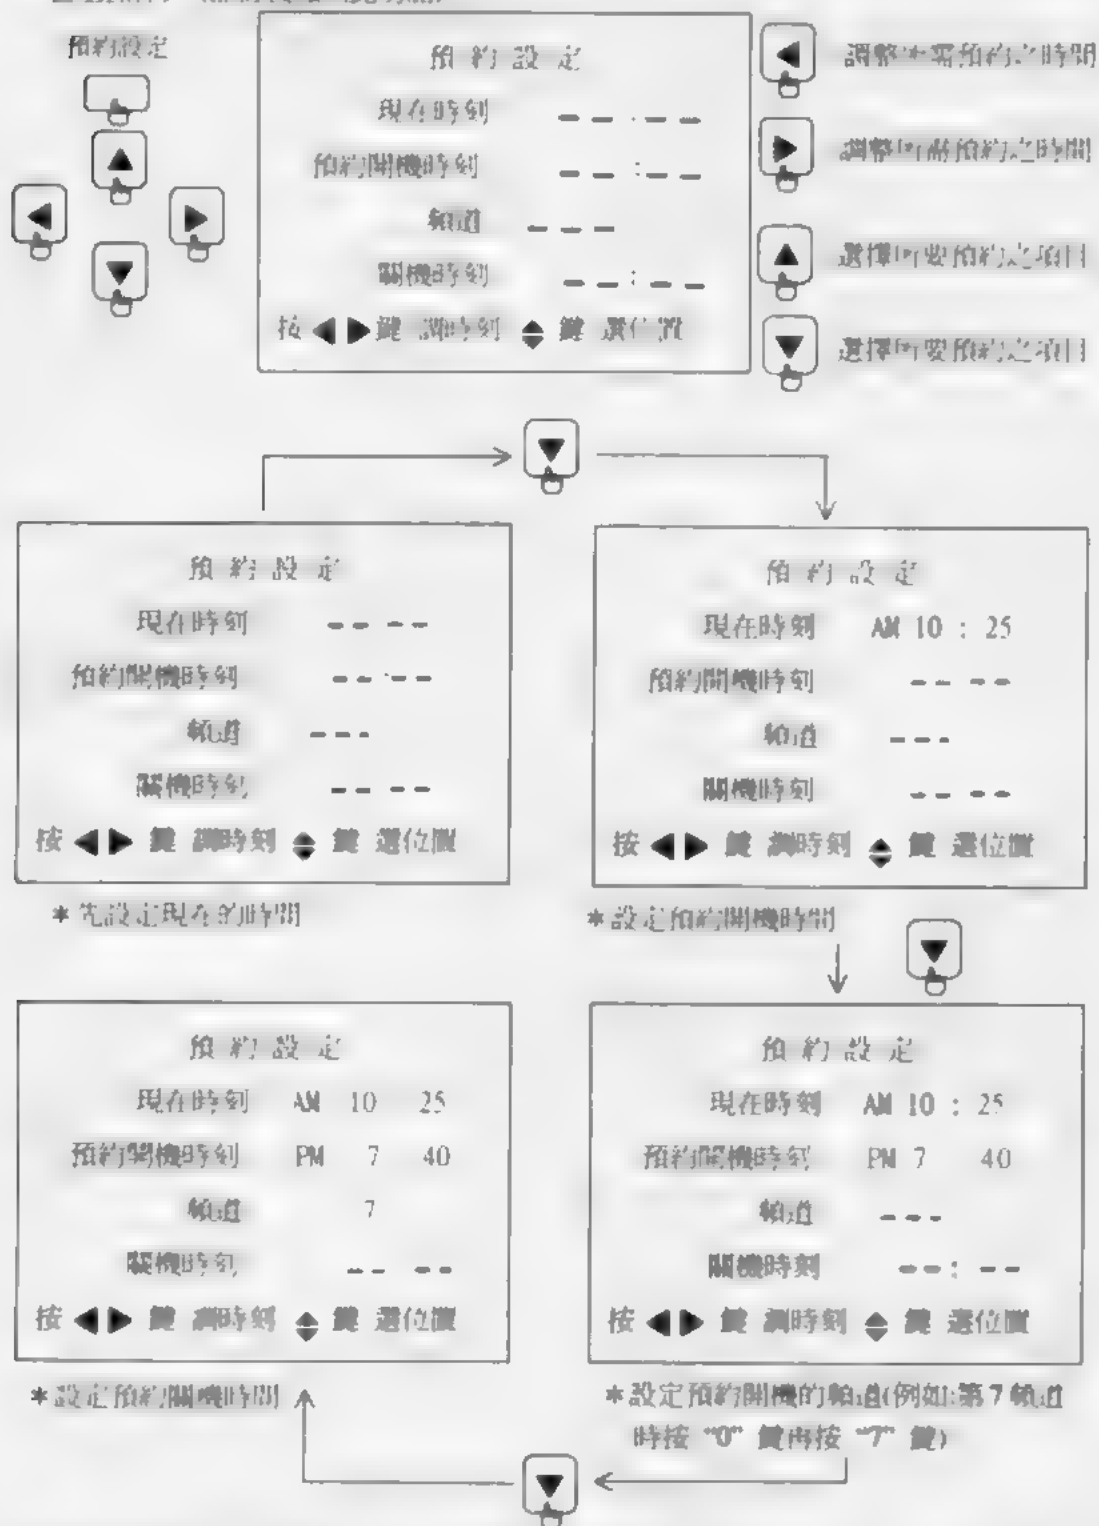 預約設定
預 約 設 定
現在時刻 -- : --
預約開機時刻 -- : --
頻道 ---
關機時刻 -- : --
按 ◀ ▶ 鍵 調時刻 鍵 選位置
調整所需預約之時間
調整所需預約之時間
選擇所要預約之項目
選擇所要預約之項目
預 約 設 定
現在時刻 -- --
預約開機時刻 -- --
頻道 ---
關機時刻 -- --
按 ◀ ▶ 鍵 調時刻 鍵 選位置
*先設定現在的時間
預 約 設 定
現在時刻 AM 10 : 25
預約開機時刻 -- --
頻道 ---
關機時刻 -- --
按 ◀ ▶ 鍵 調時刻 鍵 選位置
*設定預約開機時間
預 約 設 定
現在時刻 AM 10 : 25
預約開機時刻 PM 7 40
頻道 ---
關機時刻 -- : --
按 ◀ ▶ 鍵 調時刻 鍵 選位置
*設定預約開機的頻道(例如:第7頻道
時按 "0" 鍵再按 "7" 鍵)
預 約 設 定
現在時刻 AM 10 25
預約開機時刻 PM 7 40
頻道 7
關機時刻 -- --
按 ◀ ▶ 鍵 調時刻 鍵 選位置
*設定預約關機時間